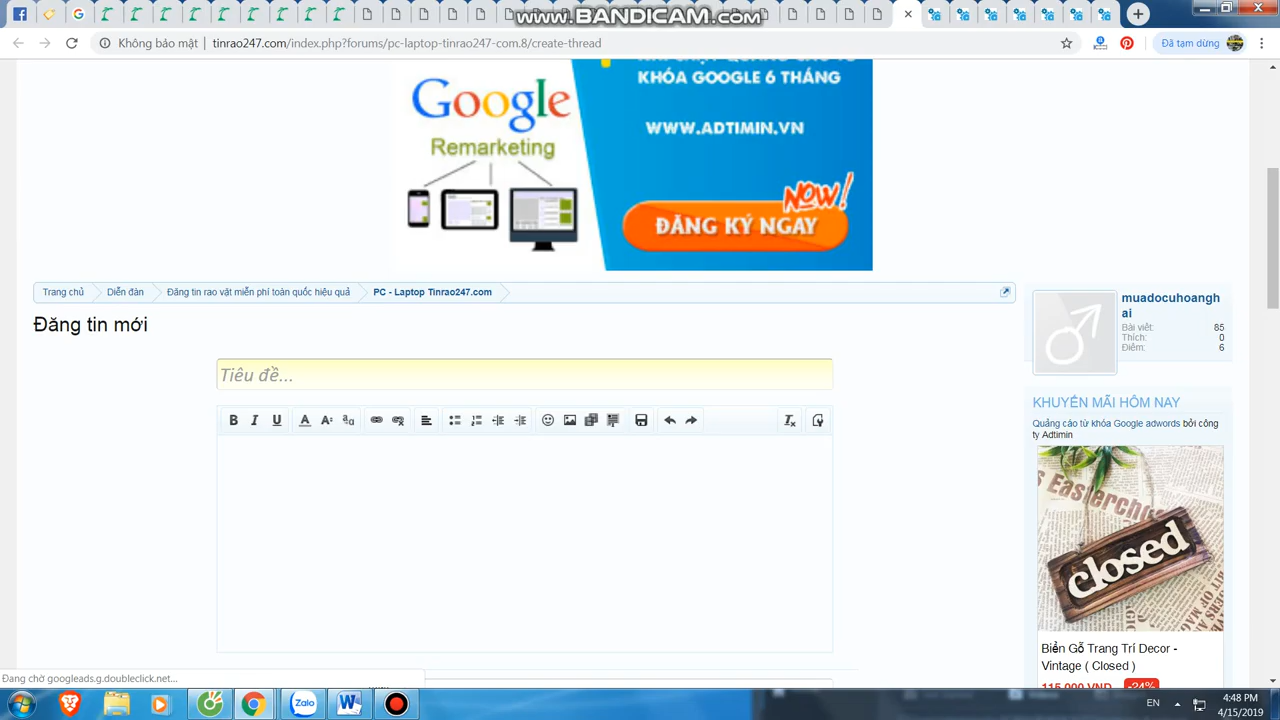 www.BANDICAM.com
Không bảo mật | tinrao247.com/index.php?forums/pc-laptop-tinrao247-com.8/create-thread
Đã tạm dừng
KHÓA GOOGLE 6 THÁNG
Google
WWW.ADTIMIN.VN
Remarketing
NOW!
ĐĂNG KÝ NGAY
Trang chủ
Diễn đàn
Đăng tin rao vặt miễn phí toàn quốc hiệu quả
PC - Laptop Tinrao247.com
muadocuhoangh
ai
Bài viết: 85
Thích: 0
Điểm: 6
Đăng tin mới
Tiêu đề...
KHUYẾN MÃI HÔM NAY
Quảng cáo từ khóa Google adwords bởi công
ty Adtimin
closed
Biển Gỗ Trang Trí Decor -
Vintage ( Closed )
115.000 VND -24%
Đang chờ googleads.g.doubleclick.net...
Zalo
EN
4:48 PM
4/15/2019